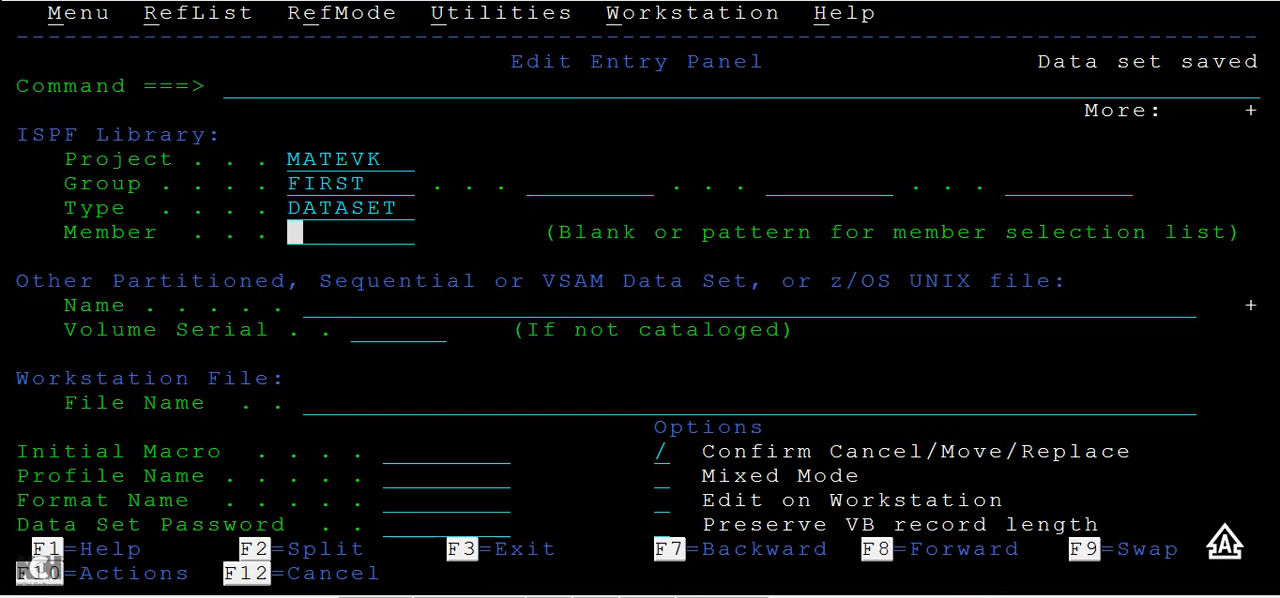 Menu RefList RefMode Utilities Workstation Help
Edit Entry Panel Data set saved
Command ===>
More: +
ISPF Library:
Project . . . MATEVK
Group . . . . FIRST . . . . . . . . .
Type . . . . DATASET
Member . . . (Blank or pattern for member selection list)
Other Partitioned, Sequential or VSAM Data Set, or z/OS UNIX file:
Name . . . . . +
Volume Serial . . (If not cataloged)
Workstation File:
File Name . .
Options
Initial Macro . . . . / Confirm Cancel/Move/Replace
Profile Name . . . . . Mixed Mode
Format Name . . . . . Edit on Workstation
Data Set Password . . Preserve VB record length
F1=Help F2=Split F3=Exit F7=Backward F8=Forward F9=Swap
F10=Actions F12=Cancel